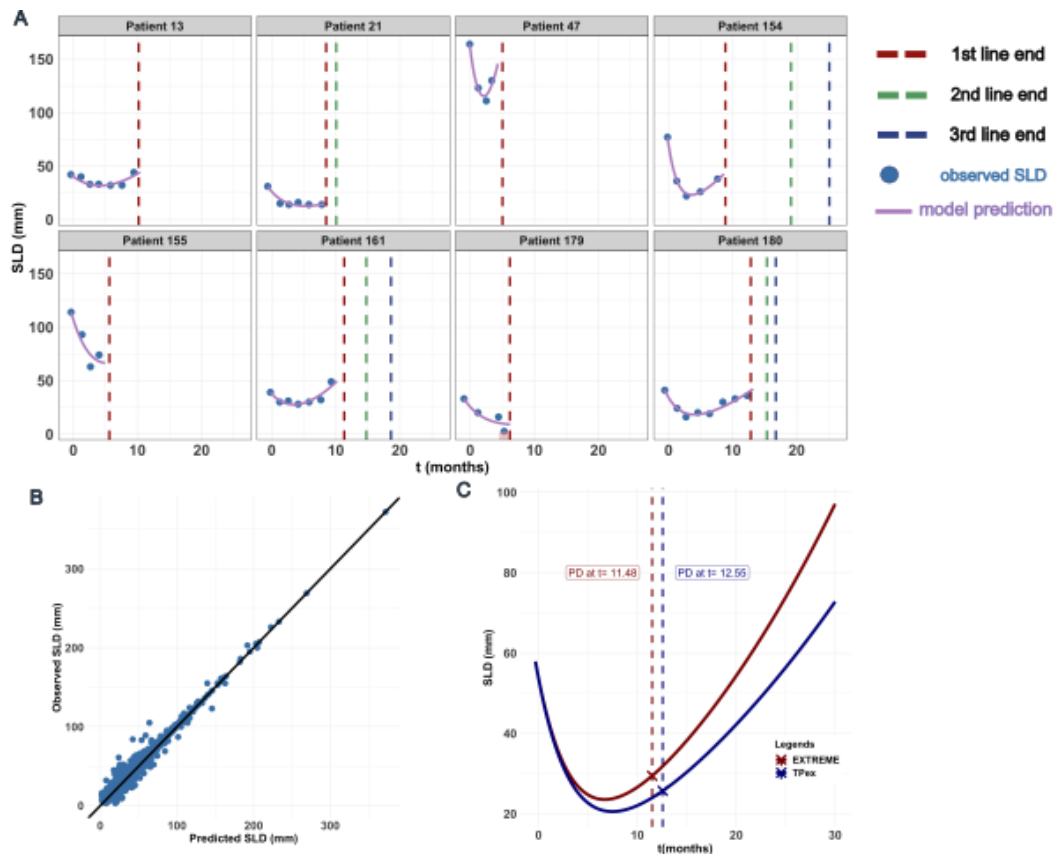 A
Patient 13
Patient 21
Patient 47
Patient 154
1st line end
2nd line end
3rd line end
observed SLD
model prediction
150
100
50
0
SLD (mm)
Patient 155
Patient 161
Patient 179
Patient 180
150
100
50
0
0 10 20
0 10 20
0 10 20
0 10 20
t (months)
B
300
200
100
0
Observed SLD (mm)
0 100 200 300
Predicted SLD (mm)
C
100
80
60
40
20
SLD (mm)
PD at t= 11.48
PD at t= 12.55
Legends
EXTREME
TPex
0 10 20 30
t(months)